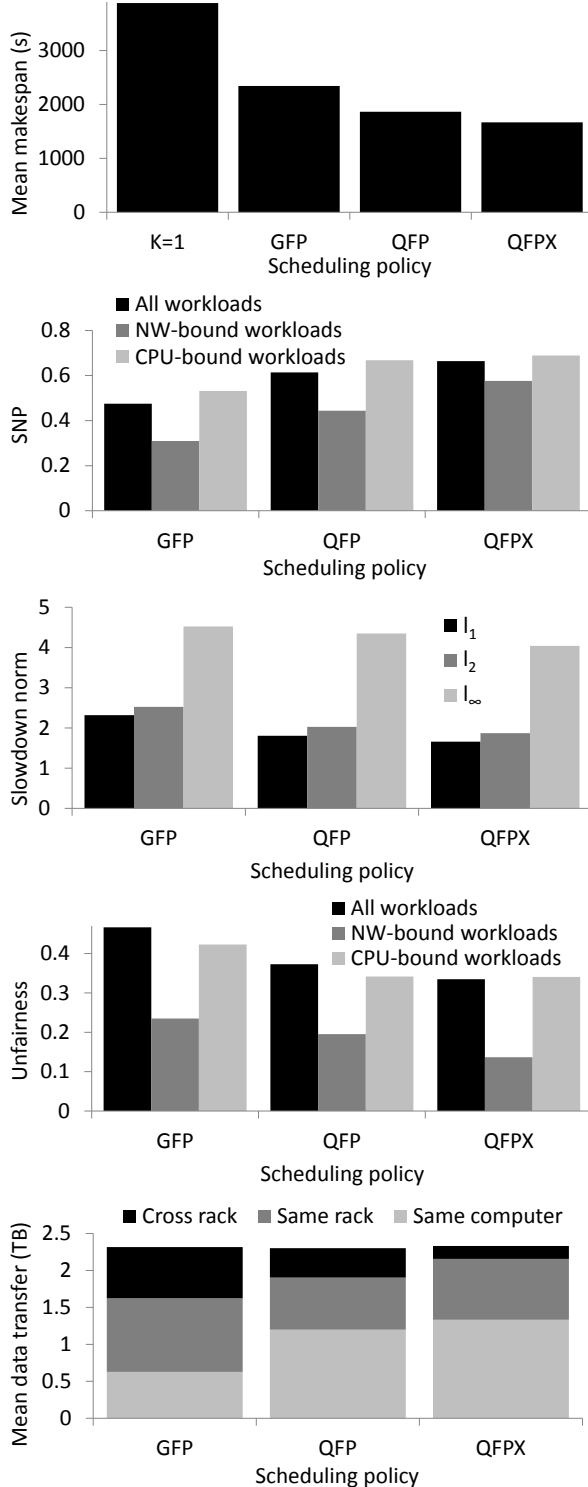 Mean makespan (s)
3000
2000
1000
0
K=1 GFP QFP QFPX
Scheduling policy
All workloads
NW-bound workloads
CPU-bound workloads
SNP
0.8
0.6
0.4
0.2
0
GFP QFP QFPX
Scheduling policy
Slowdown norm
5
4
3
2
1
0
l₁
l₂
l∞
GFP QFP QFPX
Scheduling policy
All workloads
NW-bound workloads
CPU-bound workloads
Unfairness
0.4
0.3
0.2
0.1
0
GFP QFP QFPX
Scheduling policy
Cross rack Same rack Same computer
Mean data transfer (TB)
2.5
2
1.5
1
0.5
0
GFP QFP QFPX
Scheduling policy